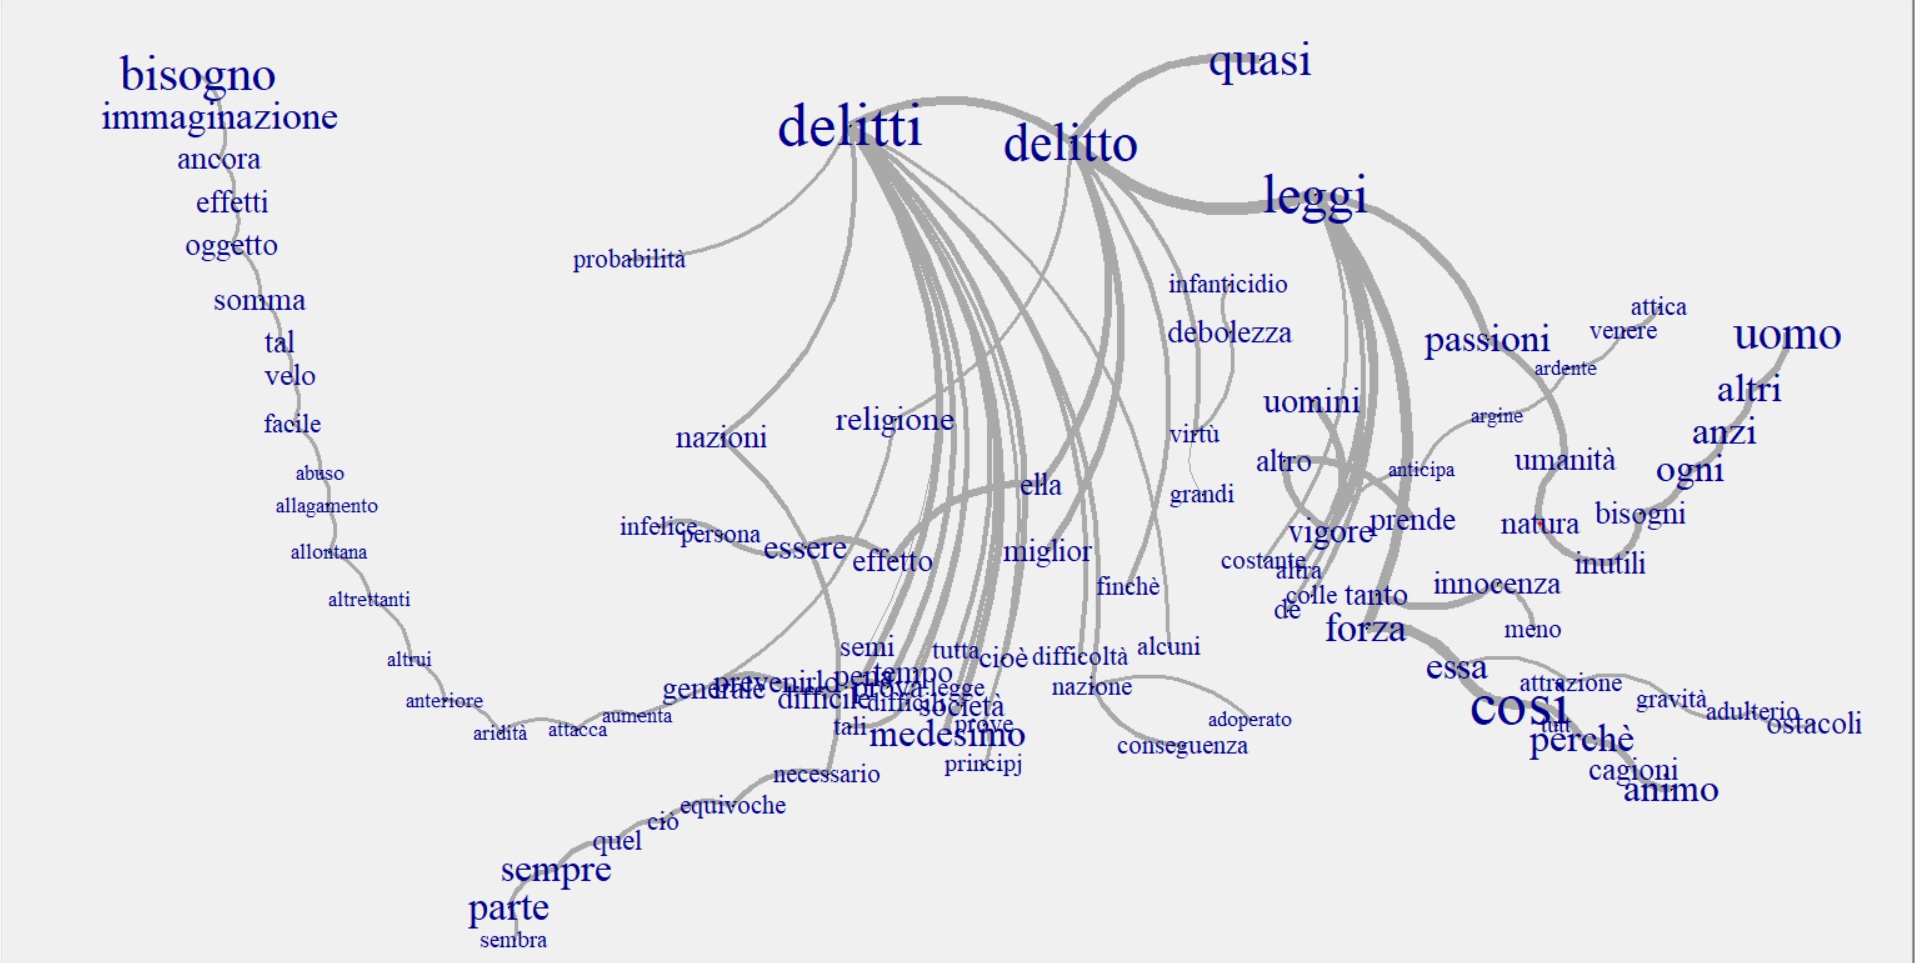 bisogno
immaginazione
ancora
effetti
oggetto
somma
tal
velo
facile
abuso
allagamento
allontana
altrettanti
altrui
anteriore
aridità
attacca
aumenta
generale
prevenirlo
quasi
delitti
delitto
leggi
probabilità
nazioni
religione
infelice
persona
essere
effetto
ella
miglior
finchè
infanticidio
debolezza
virtù
grandi
semi
tutta
cioè
difficoltà
alcuni
pena
tempo
prova
legge
difficile
difficili
società
tali
prove
medesimo
principj
nazione
adoperato
conseguenza
necessario
equivoche
ciò
quel
sempre
parte
sembra
uomini
altro
vigore
prende
costante
altra
colle
tanto
de
forza
innocenza
meno
passioni
attica
venere
ardente
argine
anticipa
umanità
natura
uomo
altri
anzi
ogni
bisogni
inutili
essa
attrazione
gravità
adulterio
ostacoli
così
tutt
perchè
cagioni
animo